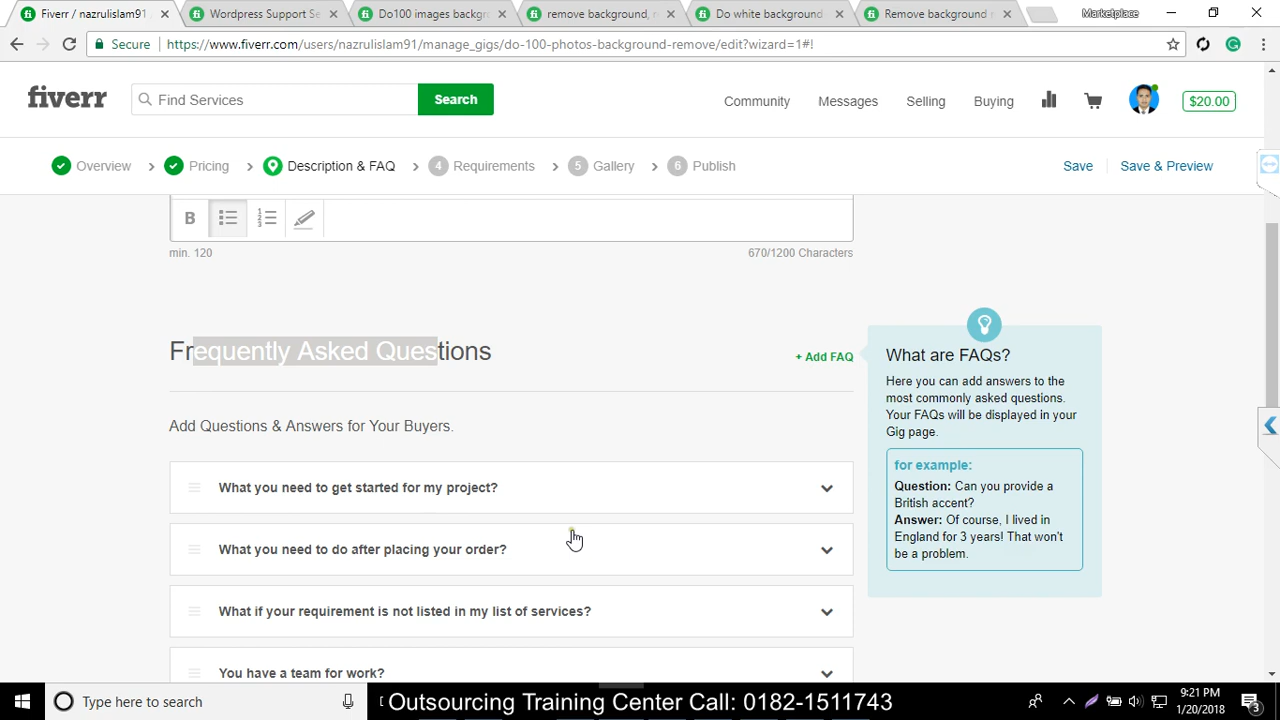 Fiverr / nazrulislam91
Wordpress Support Se
Do100 images backgr
remove background, r
Do white background
Remove background
Marketplace
Secure
https://www.fiverr.com/users/nazrulislam91/manage_gigs/do-100-photos-background-remove/edit?wizard=1#!
fiverr
Find Services
Search
Community
Messages
Selling
Buying
$20.00
Overview
Pricing
Description & FAQ
4 Requirements
5 Gallery
6 Publish
Save
Save & Preview
B
min. 120
670/1200 Characters
Frequently Asked Questions
+ Add FAQ
Add Questions & Answers for Your Buyers.
What you need to get started for my project?
What you need to do after placing your order?
What if your requirement is not listed in my list of services?
You have a team for work?
What are FAQs?
Here you can add answers to the
most commonly asked questions.
Your FAQs will be displayed in your
Gig page.
for example:
Question: Can you provide a
British accent?
Answer: Of course, I lived in
England for 3 years! That won't
be a problem.
Type here to search
Outsourcing Training Center Call: 0182-1511743
9:21 PM
1/20/2018
3